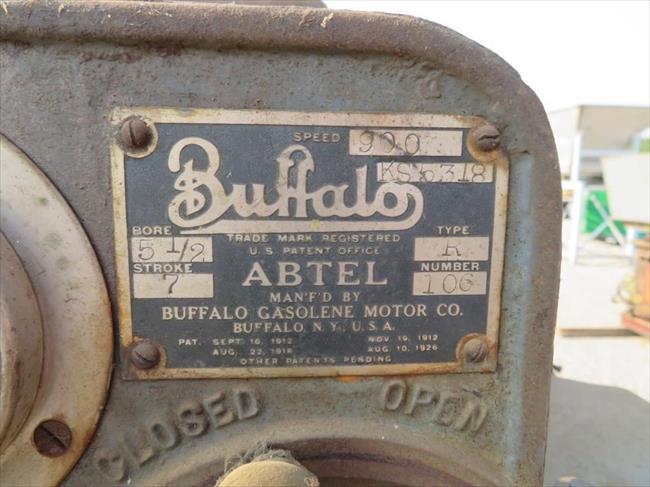 SPEED 900
KS 6318
Buffalo
TRADE MARK REGISTERED
U. S. PATENT OFFICE
BORE
5 1/2
STROKE
7
TYPE
NUMBER
106
ABTEL
MAN'F'D BY
BUFFALO GASOLENE MOTOR CO.
BUFFALO, N.Y., U.S.A.
PAT. SEPT. 10, 1912 NOV. 19, 1912
AUG. 22, 1916 AUG. 10, 1926
OTHER PATENTS PENDING
CLOSED OPEN